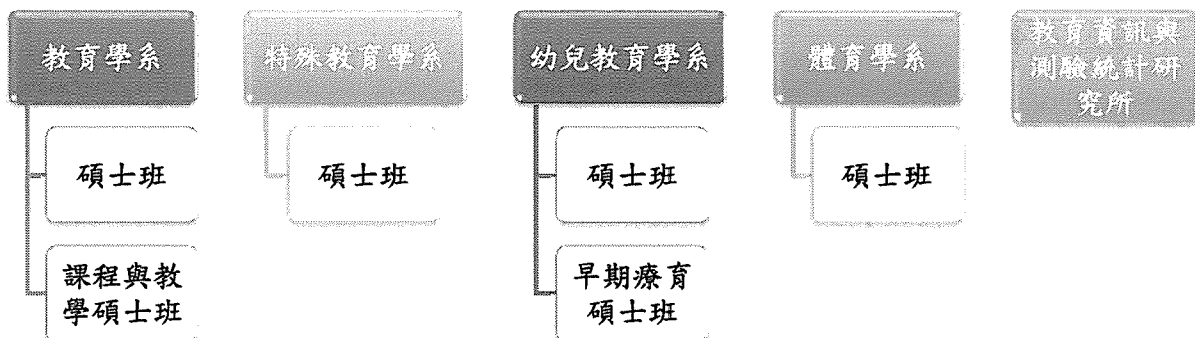 教育學系
碩士班
課程與教
學碩士班
特殊教育學系
碩士班
幼兒教育學系
碩士班
早期療育
碩士班
體育學系
碩士班
教育資訊與
測驗統計研
究所